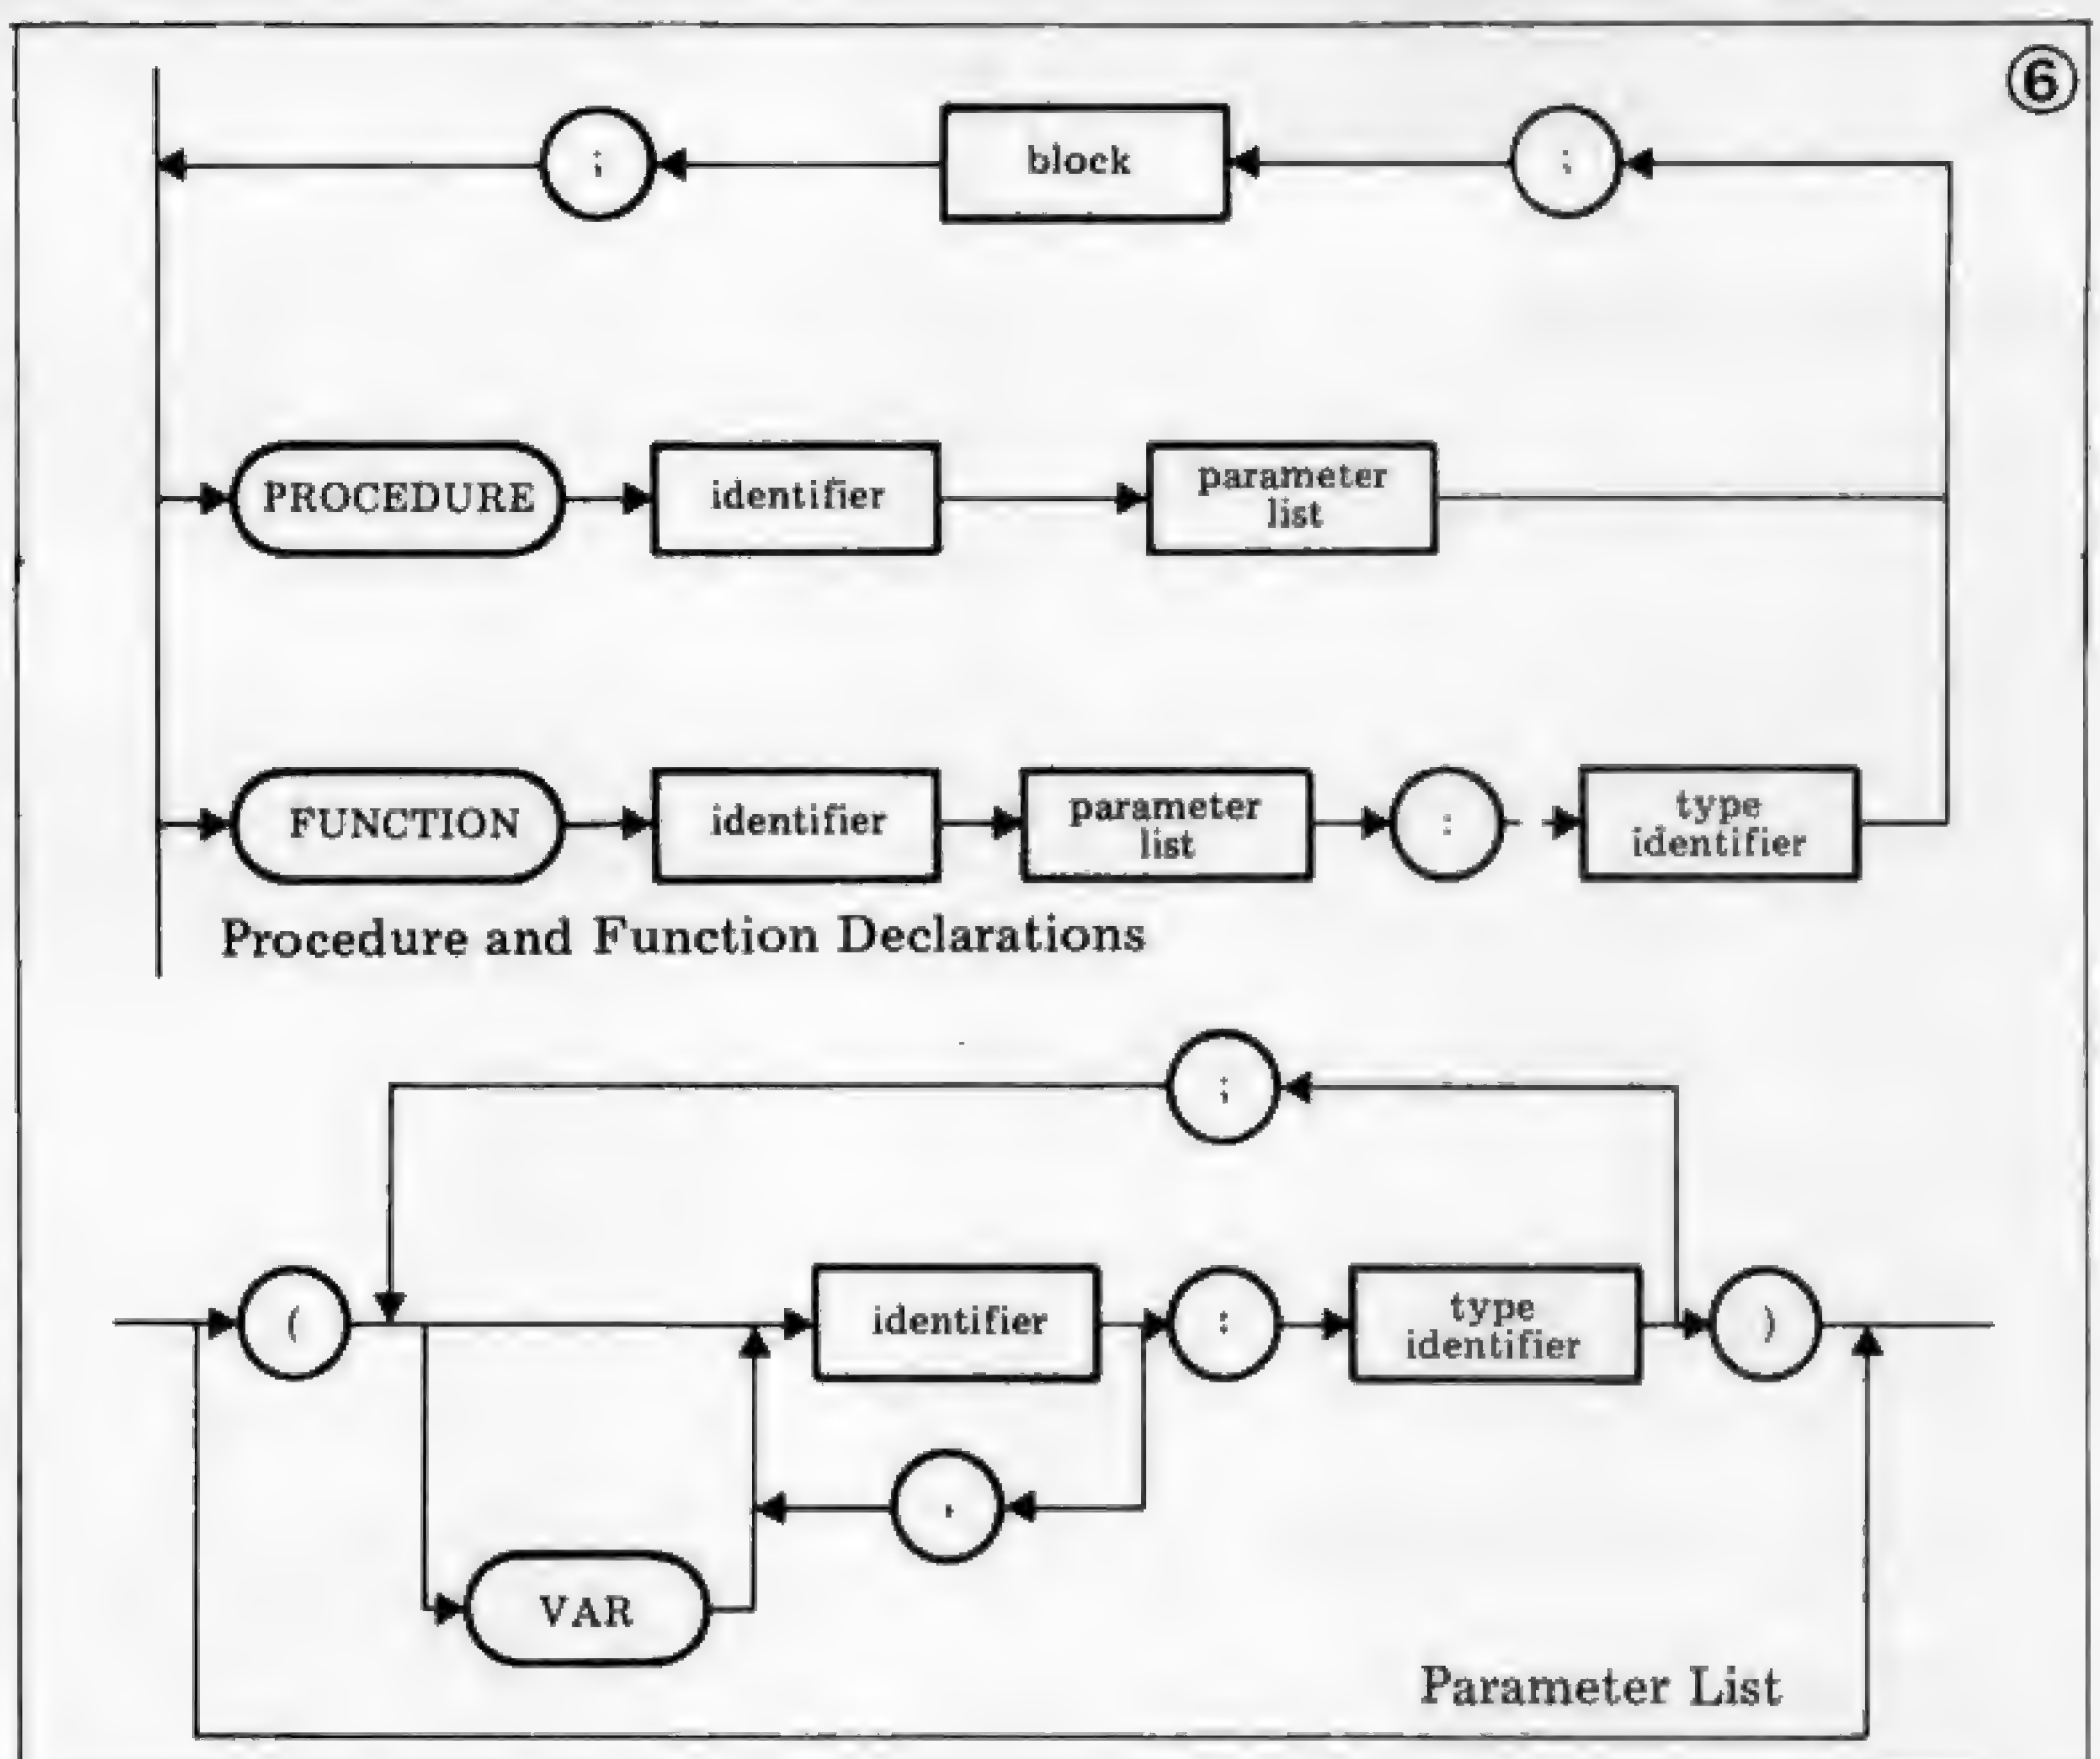 ⑥
; block ;
PROCEDURE identifier parameter
list
FUNCTION identifier parameter
list : type
identifier
Procedure and Function Declarations
;
( identifier : type
identifier )
,
VAR
Parameter List